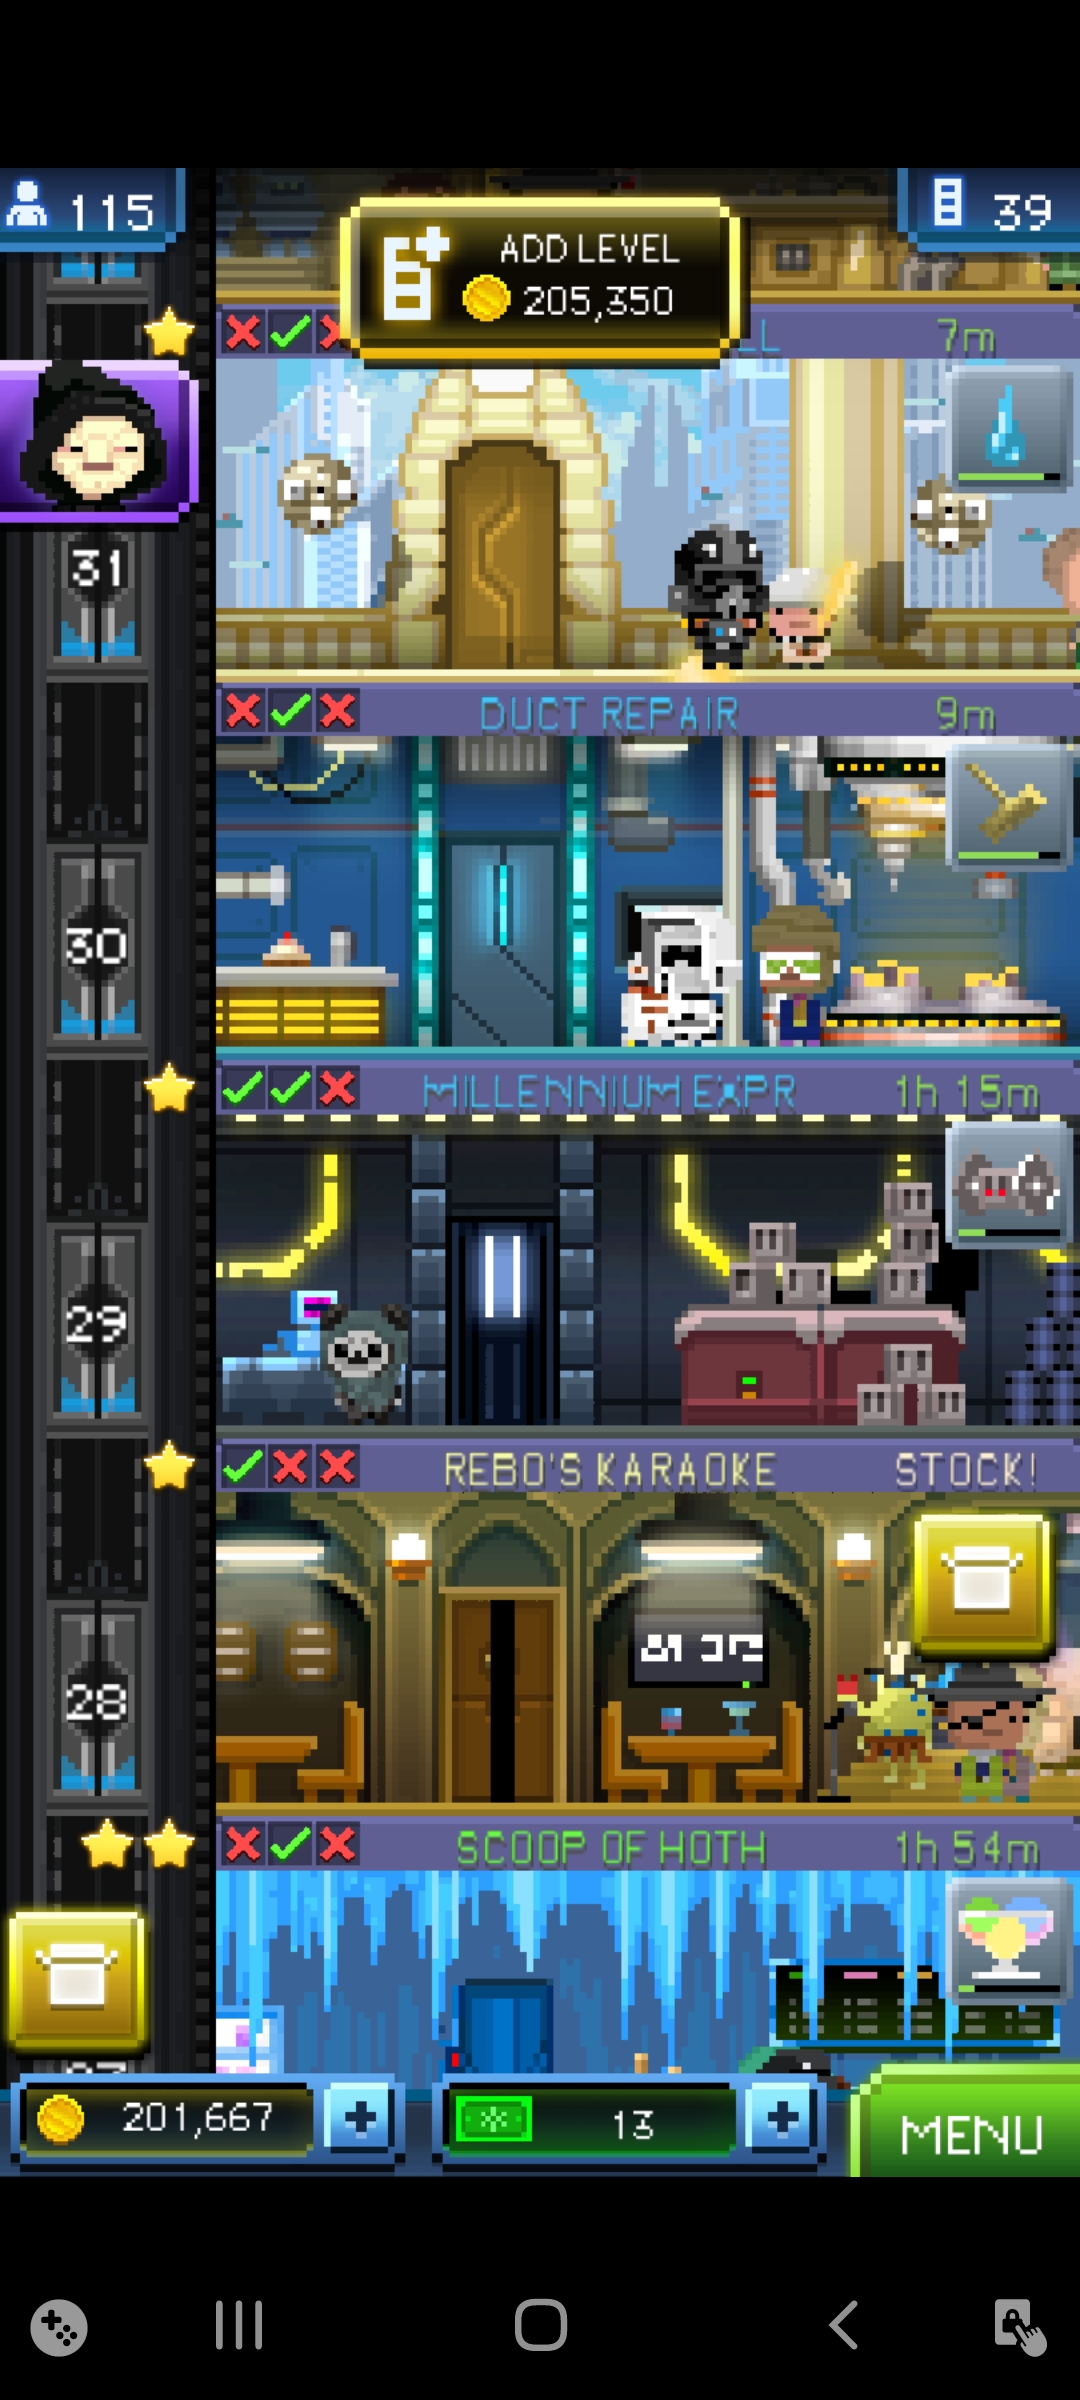 115
ADD LEVEL
205,350
39
LL
7m
31
DUCT REPAIR
9m
30
MILLENNIUM EXPR
1h 15m
29
REBO'S KARAOKE
STOCK!
28
SCOOP OF HOTH
1h 54m
201,667
13
MENU